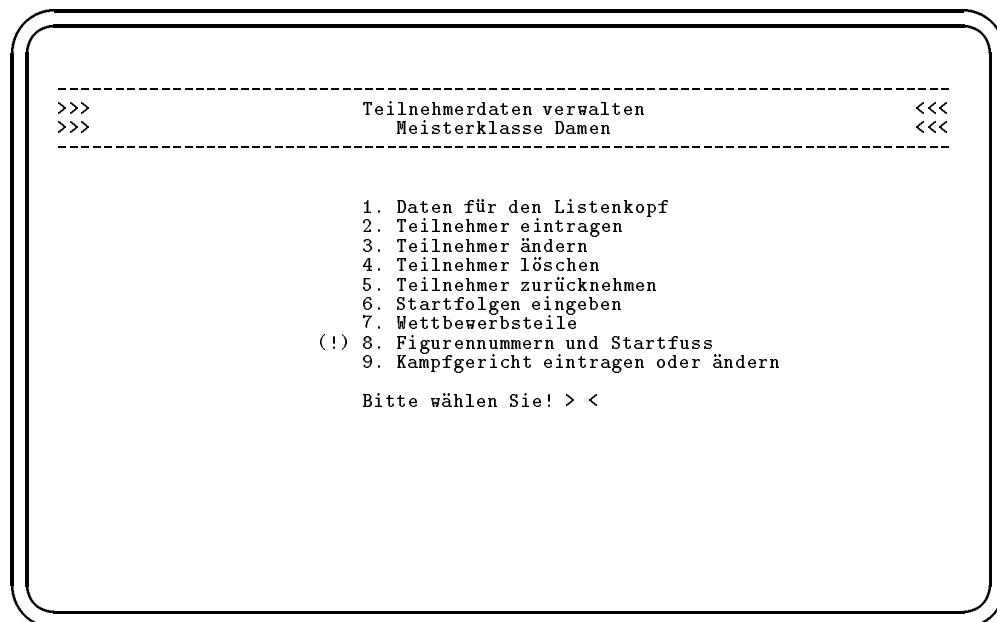 --------------------------------------------------------------------------------
>>> Teilnehmerdaten verwalten <<<
>>> Meisterklasse Damen <<<
--------------------------------------------------------------------------------
1. Daten für den Listenkopf
2. Teilnehmer eintragen
3. Teilnehmer ändern
4. Teilnehmer löschen
5. Teilnehmer zurücknehmen
6. Startfolgen eingeben
7. Wettbewerbsteile
(!) 8. Figurennummern und Startfuss
9. Kampfgericht eintragen oder ändern
Bitte wählen Sie! > <